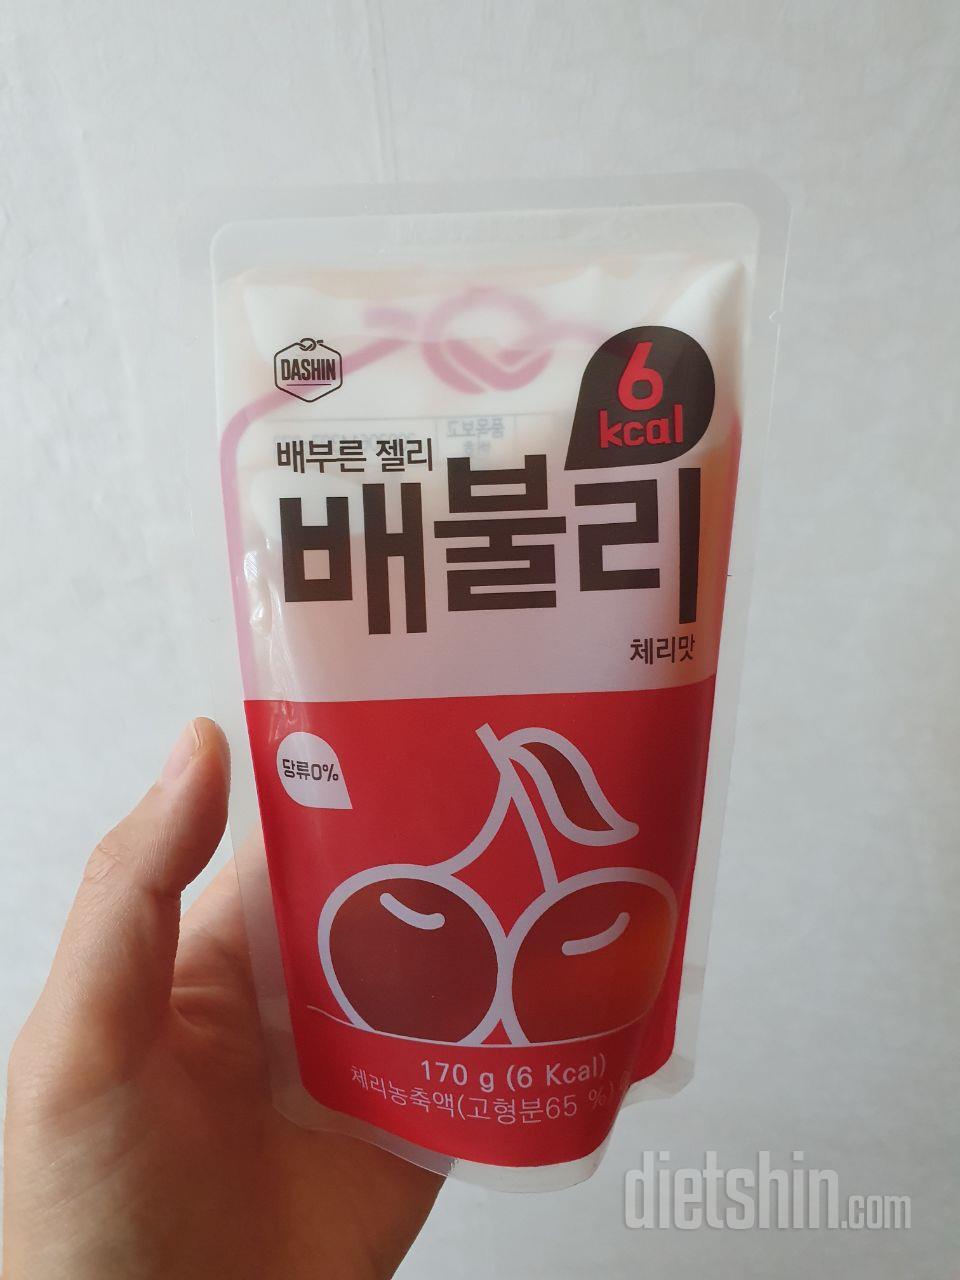 DASHIN
6
kcal
배부른 젤리
배불리
체리맛
당류0%
170 g (6 Kcal)
체리농축액(고형분65 %)
dietshin.com